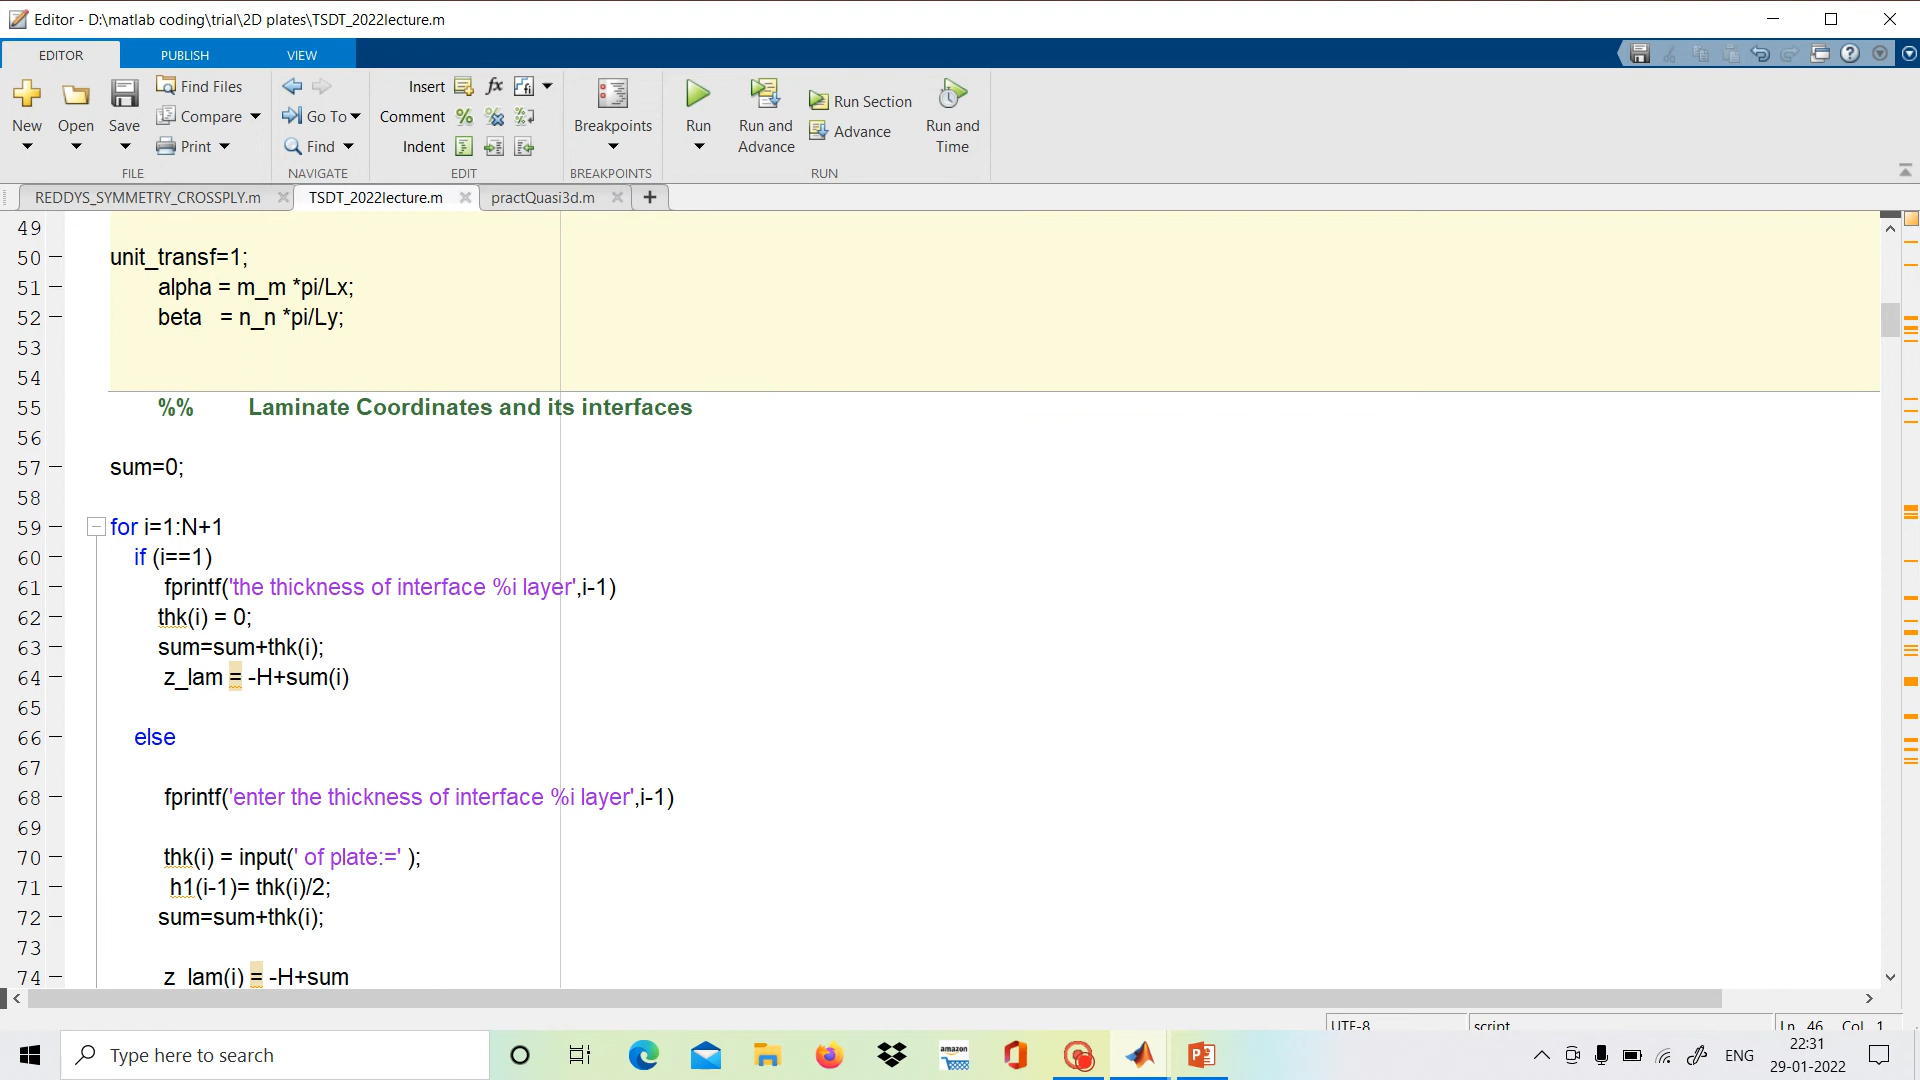 Editor - D:\matlab coding\trial\2D plates\TSDT_2022lecture.m
EDITOR PUBLISH VIEW
New Open Save Find Files Compare Print
Go To Find
Insert fx
Comment
Indent
Breakpoints
Run Run and Advance Run Section Advance Run and Time
FILE NAVIGATE EDIT BREAKPOINTS RUN
REDDYS_SYMMETRY_CROSSPLY.m TSDT_2022lecture.m practQuasi3d.m
49
50 unit_transf=1;
51 alpha = m_m *pi/Lx;
52 beta = n_n *pi/Ly;
53
54
55 %% Laminate Coordinates and its interfaces
56
57 sum=0;
58
59 for i=1:N+1
60 if (i==1)
61 fprintf('the thickness of interface %i layer',i-1)
62 thk(i) = 0;
63 sum=sum+thk(i);
64 z_lam = -H+sum(i)
65
66 else
67
68 fprintf('enter the thickness of interface %i layer',i-1)
69
70 thk(i) = input(' of plate:=' );
71 h1(i-1)= thk(i)/2;
72 sum=sum+thk(i);
73
74 z_lam(i) = -H+sum
UTF-8 script Ln 46 Col 1
Type here to search
amazon
ENG
22:31
29-01-2022